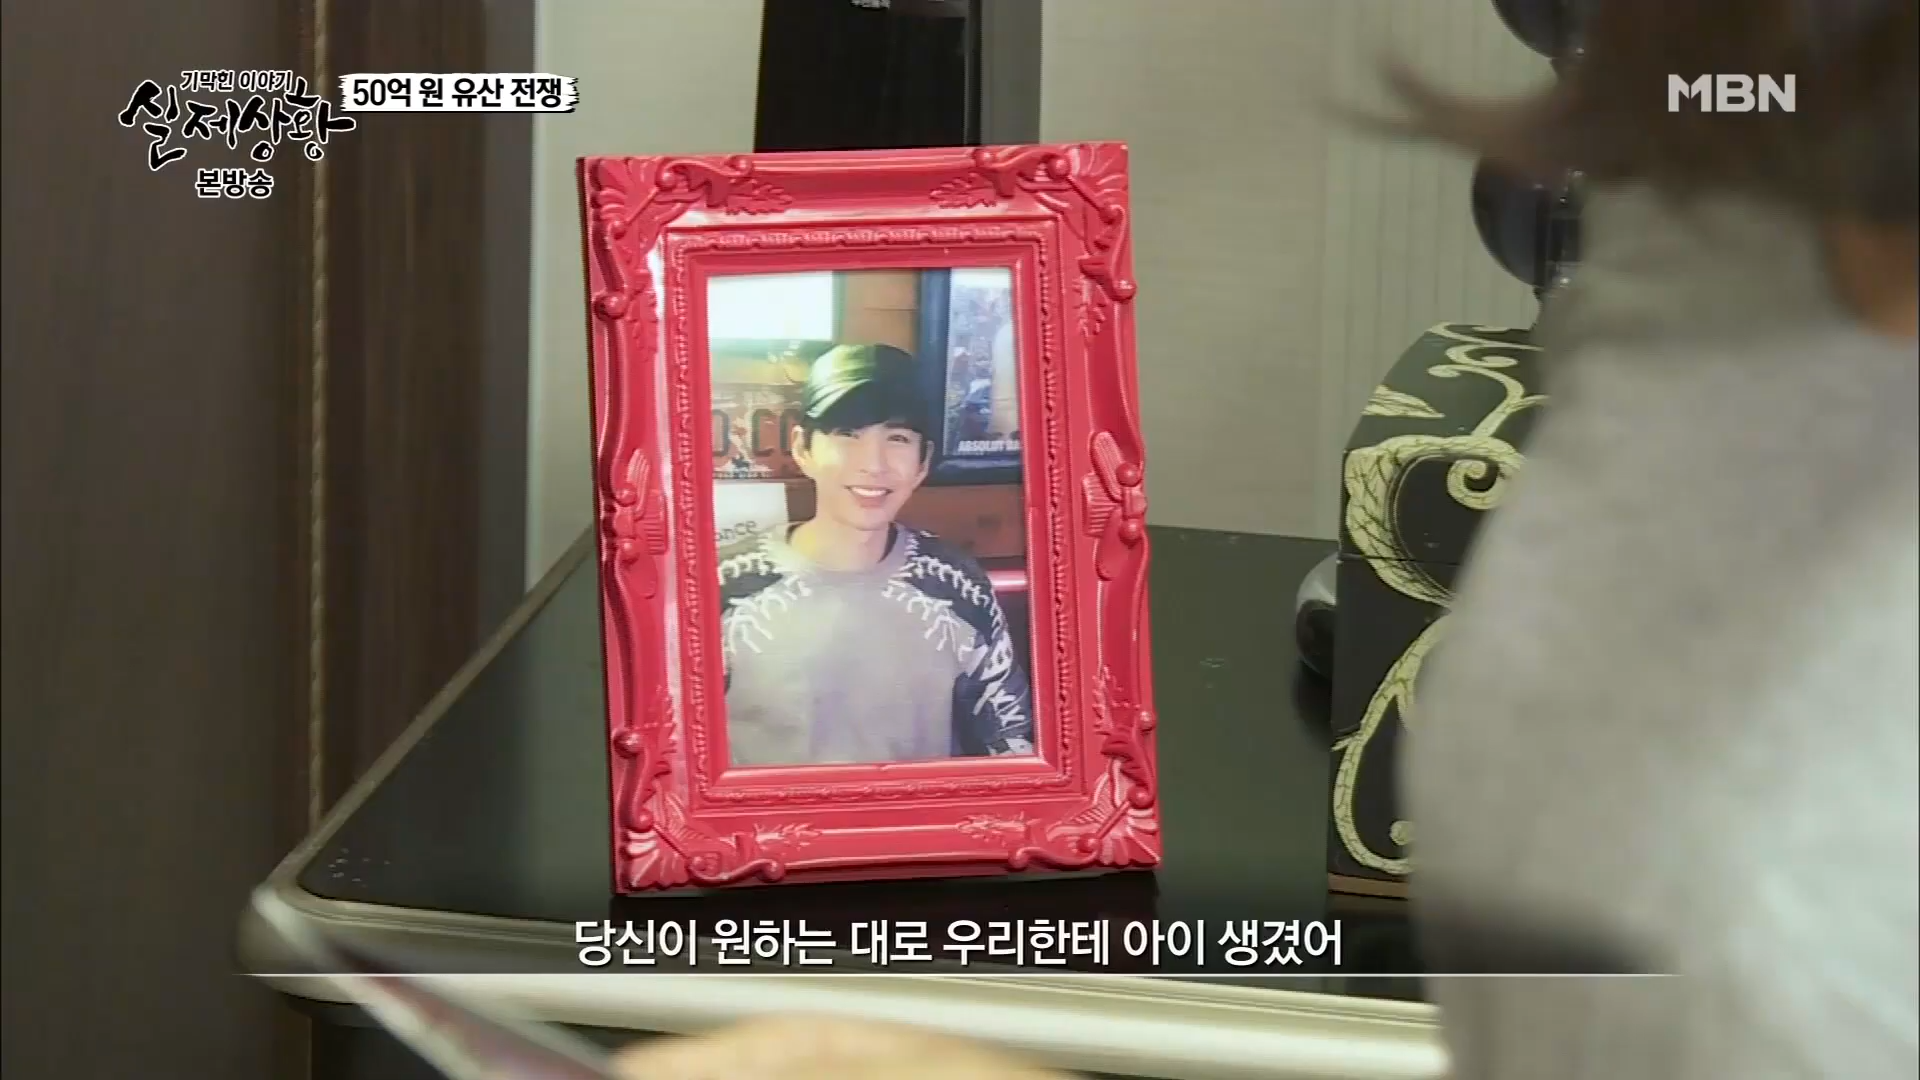 기막힌 이야기
실제상황
본방송
50억 원 유산 전쟁
MBN
ABSOLUT
ance
당신이 원하는 대로 우리한테 아이 생겼어